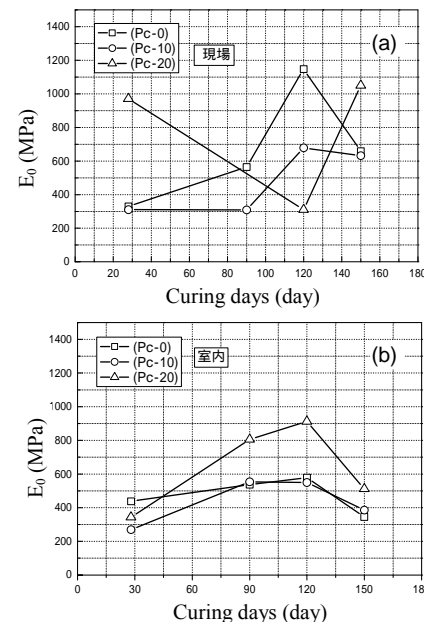 1400
1200
1000
800
600
400
200
0
E₀ (MPa)
(Pc-0)
(Pc-10)
(Pc-20)
現場
(a)
0 20 40 60 80 100 120 140 160 180
Curing days (day)
1400
1200
1000
800
600
400
200
0
E₀ (MPa)
(Pc-0)
(Pc-10)
(Pc-20)
室内
(b)
0 30 60 90 120 150 18
Curing days (day)